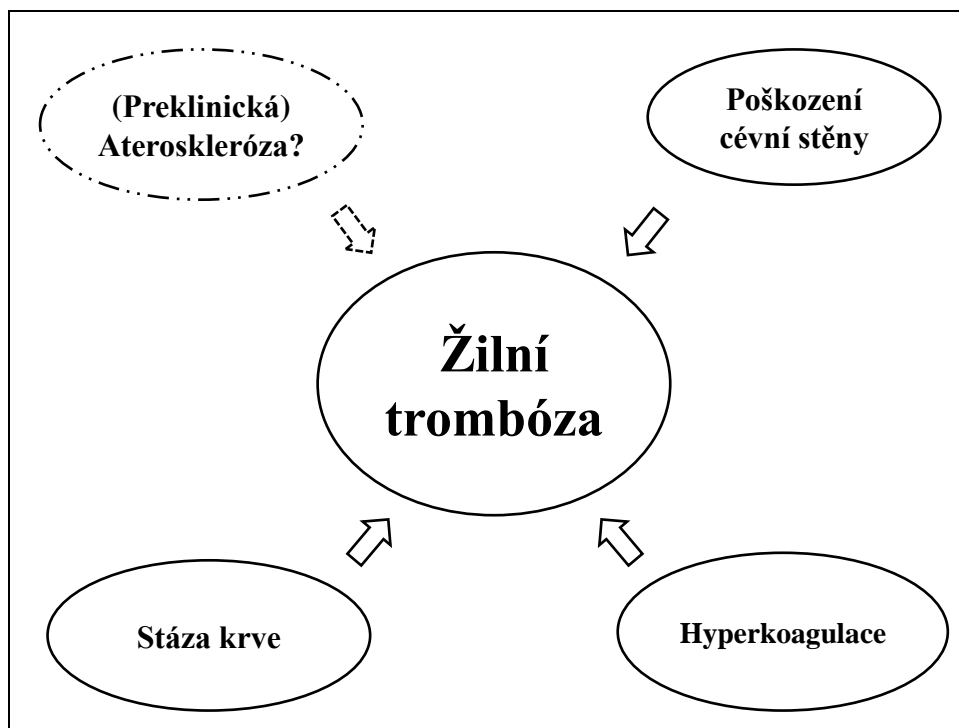 (Preklinická)
Ateroskleróza?
Poškození
cévní stěny
Žilní
trombóza
Stáza krve
Hyperkoagulace